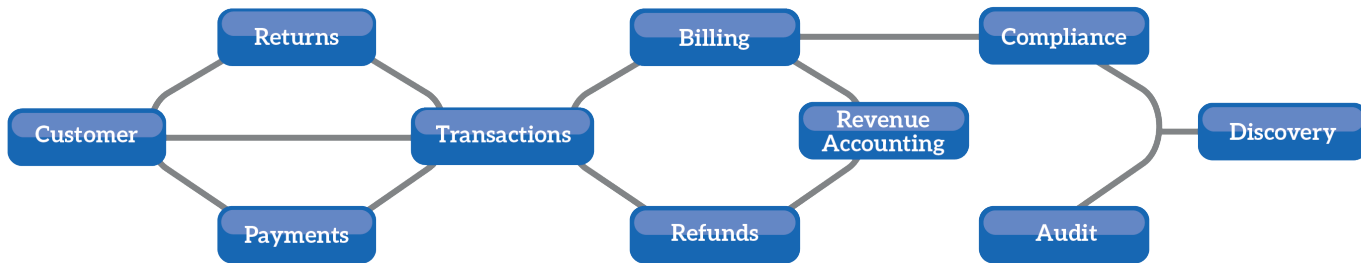 Returns
Billing
Compliance
Customer
Transactions
Revenue
Accounting
Discovery
Payments
Refunds
Audit